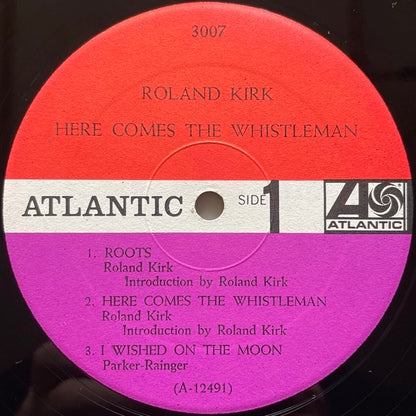 3007
ROLAND KIRK
HERE COMES THE WHISTLEMAN
ATLANTIC SIDE 1 ATLANTIC
1. ROOTS
Roland Kirk
Introduction by Roland Kirk
2. HERE COMES THE WHISTLEMAN
Roland Kirk
Introduction by Roland Kirk
3. I WISHED ON THE MOON
Parker-Rainger
(A-12491)